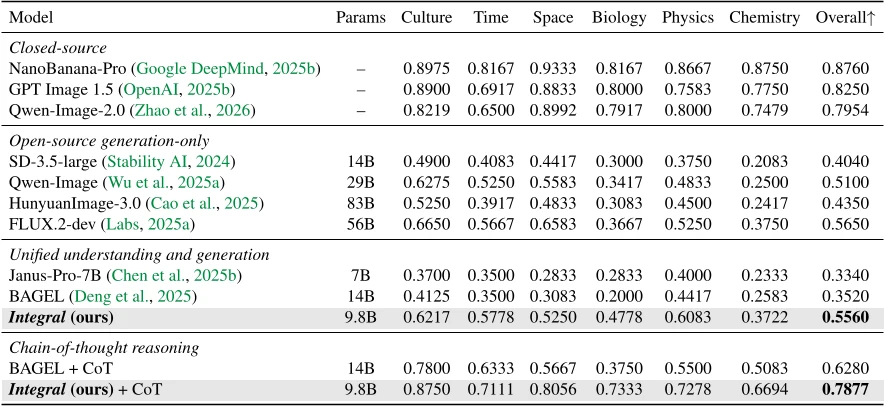 Model Params Culture Time Space Biology Physics Chemistry Overall↑
Closed-source
NanoBanana-Pro (Google DeepMind, 2025b) – 0.8975 0.8167 0.9333 0.8167 0.8667 0.8750 0.8760
GPT Image 1.5 (OpenAI, 2025b) – 0.8900 0.6917 0.8833 0.8000 0.7583 0.7750 0.8250
Qwen-Image-2.0 (Zhao et al., 2026) – 0.8219 0.6500 0.8992 0.7917 0.8000 0.7479 0.7954
Open-source generation-only
SD-3.5-large (Stability AI, 2024) 14B 0.4900 0.4083 0.4417 0.3000 0.3750 0.2083 0.4040
Qwen-Image (Wu et al., 2025a) 29B 0.6275 0.5250 0.5583 0.3417 0.4833 0.2500 0.5100
HunyuanImage-3.0 (Cao et al., 2025) 83B 0.5250 0.3917 0.4833 0.3083 0.4500 0.2417 0.4350
FLUX.2-dev (Labs, 2025a) 56B 0.6650 0.5667 0.6583 0.3667 0.5250 0.3750 0.5650
Unified understanding and generation
Janus-Pro-7B (Chen et al., 2025b) 7B 0.3700 0.3500 0.2833 0.2833 0.4000 0.2333 0.3340
BAGEL (Deng et al., 2025) 14B 0.4125 0.3500 0.3083 0.2000 0.4417 0.2583 0.3520
Integral (ours) 9.8B 0.6217 0.5778 0.5250 0.4778 0.6083 0.3722 0.5560
Chain-of-thought reasoning
BAGEL + CoT 14B 0.7800 0.6333 0.5667 0.3750 0.5500 0.5083 0.6280
Integral (ours) + CoT 9.8B 0.8750 0.7111 0.8056 0.7333 0.7278 0.6694 0.7877